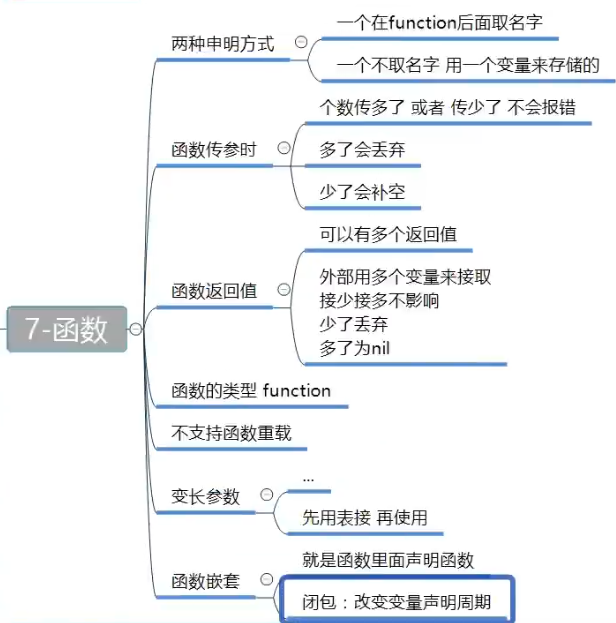 7-函数
两种申明方式
一个在function后面取名字
一个不取名字 用一个变量来存储的
函数传参时
个数传多了 或者 传少了 不会报错
多了会丢弃
少了会补空
函数返回值
可以有多个返回值
外部用多个变量来接取
接少接多不影响
少了丢弃
多了为nil
函数的类型 function
不支持函数重载
变长参数
...
先用表接 再使用
函数嵌套
就是函数里面声明函数
闭包：改变变量声明周期